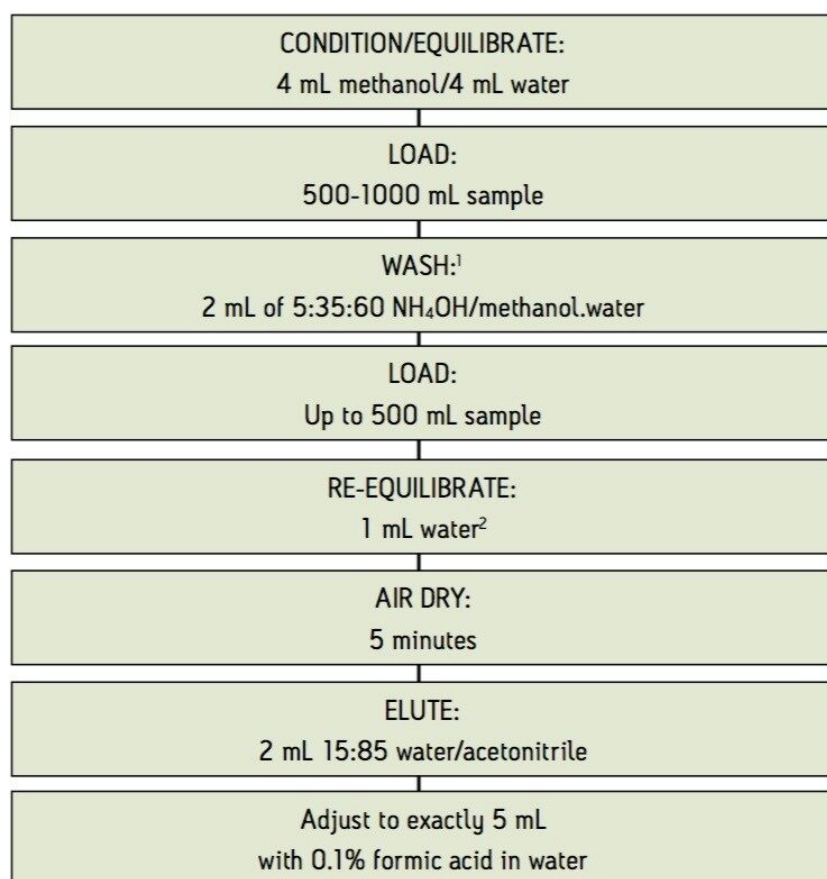 CONDITION/EQUILIBRATE:
4 mL methanol/4 mL water
LOAD:
500-1000 mL sample
WASH:¹
2 mL of 5:35:60 NH₄OH/methanol.water
LOAD:
Up to 500 mL sample
RE-EQUILIBRATE:
1 mL water²
AIR DRY:
5 minutes
ELUTE:
2 mL 15:85 water/acetonitrile
Adjust to exactly 5 mL
with 0.1% formic acid in water